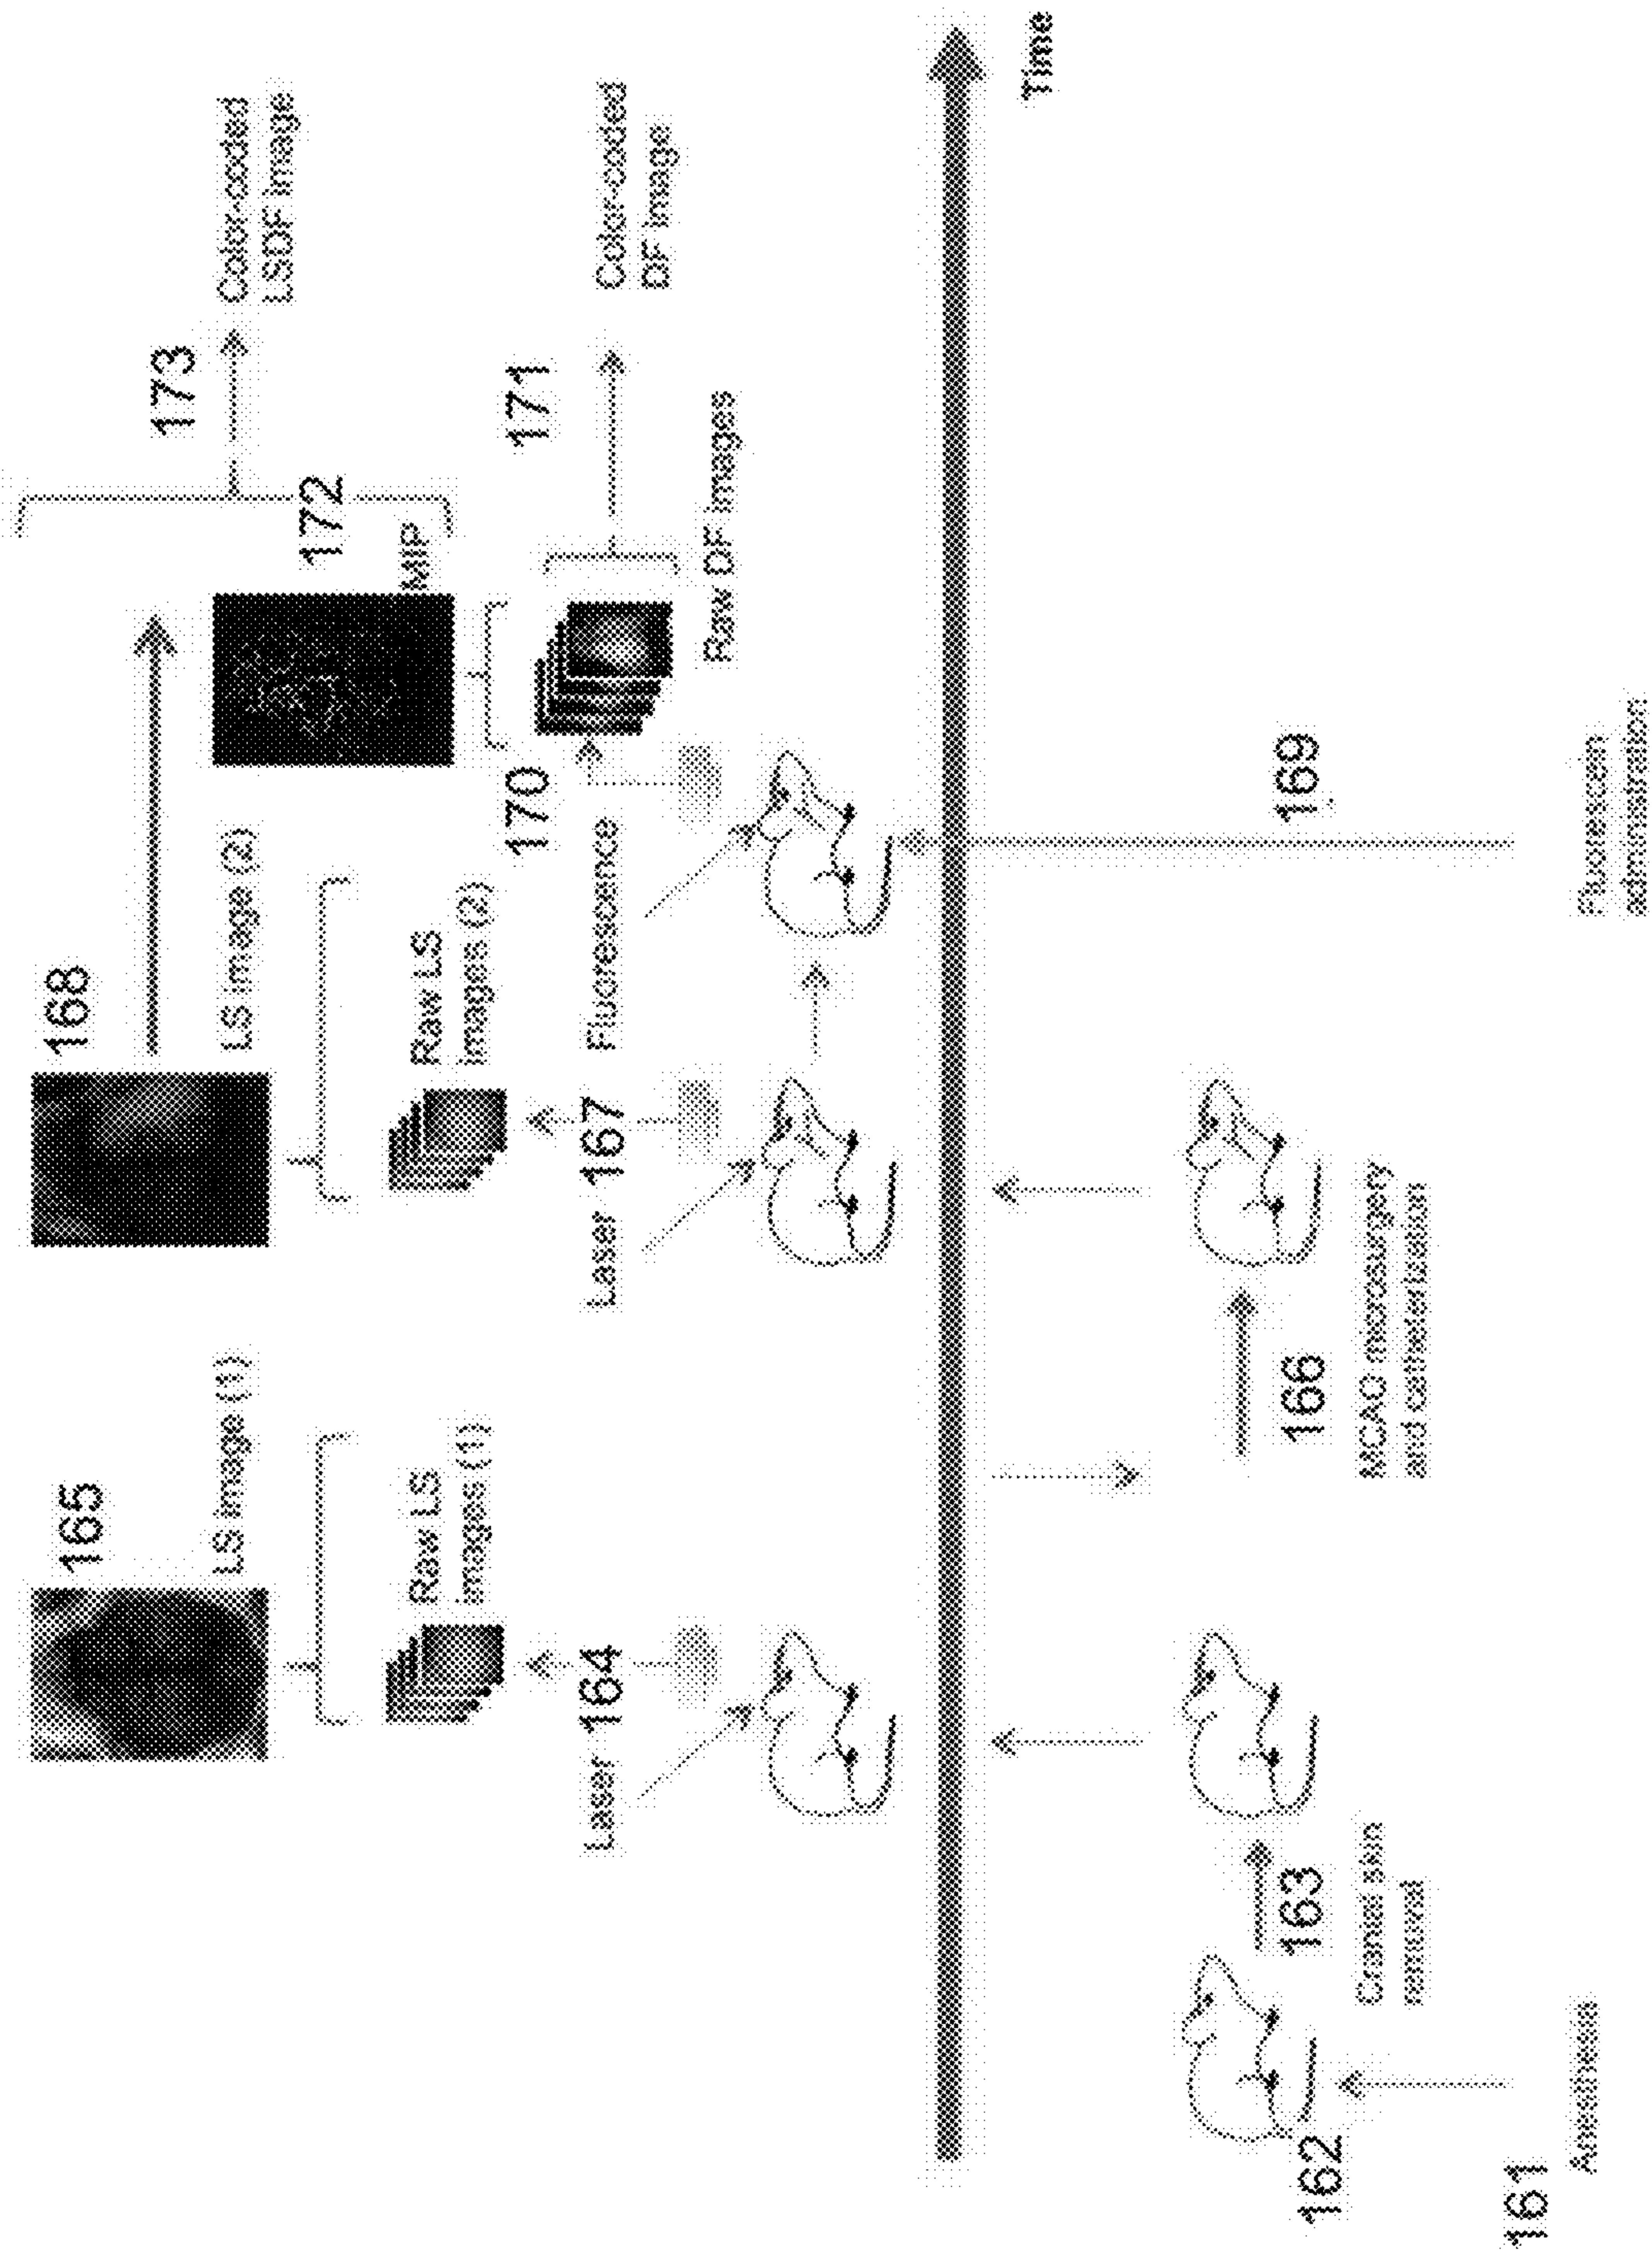 165
LS image (1)
168
LS image (2)
173
Color-coded
LSDF image
172
MIP
Raw LS
images (1)
Raw LS
images (2)
Laser
164
Laser
167
Fluorescence
170
171
Color-coded
DF image
Raw DF images
Time
162
163
Cranial skin
removal
166
MCAO microsurgery
and catheterization
169
161
Anesthesia
Fluorescein
administration